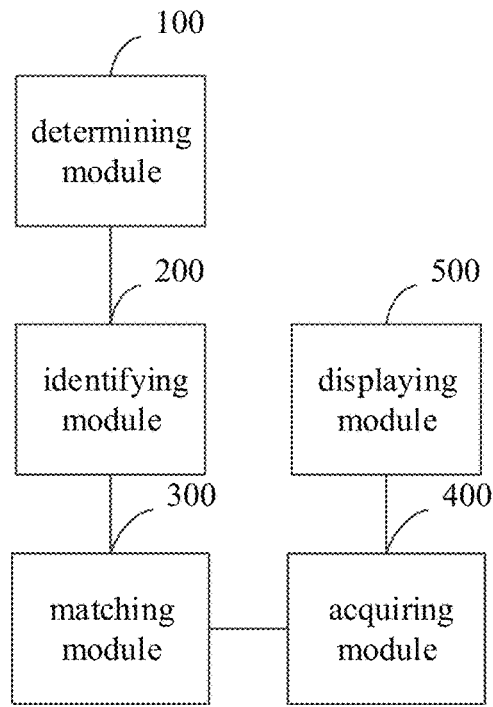 100
determining
module
200
500
identifying
module
displaying
module
300
400
matching
module
acquiring
module